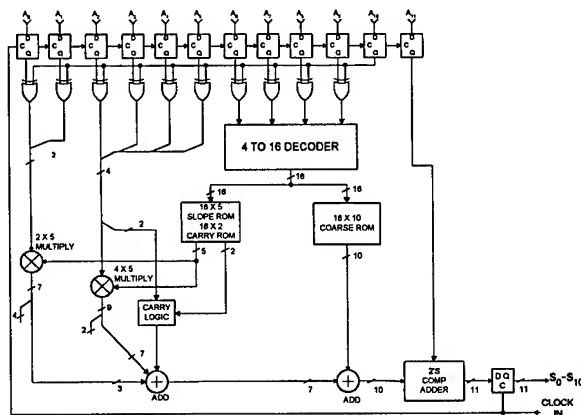 D D D D D D D D D D D
C Q C Q C Q C Q C Q C Q C Q C Q C Q C Q C Q
4 TO 16 DECODER
2
4
16
16
2
16 X 5
SLOPE ROM
16 X 2
CARRY ROM
16 X 10
COARSE ROM
2 X 5
MULTIPLY
5
2
10
4 X 5
MULTIPLY
7
4
9
2
CARRY
LOGIC
7
3
ADD
7
ADD
10
2'S
COMP
ADDER
11
D Q
C
11
S0-S10
CLOCK
IN